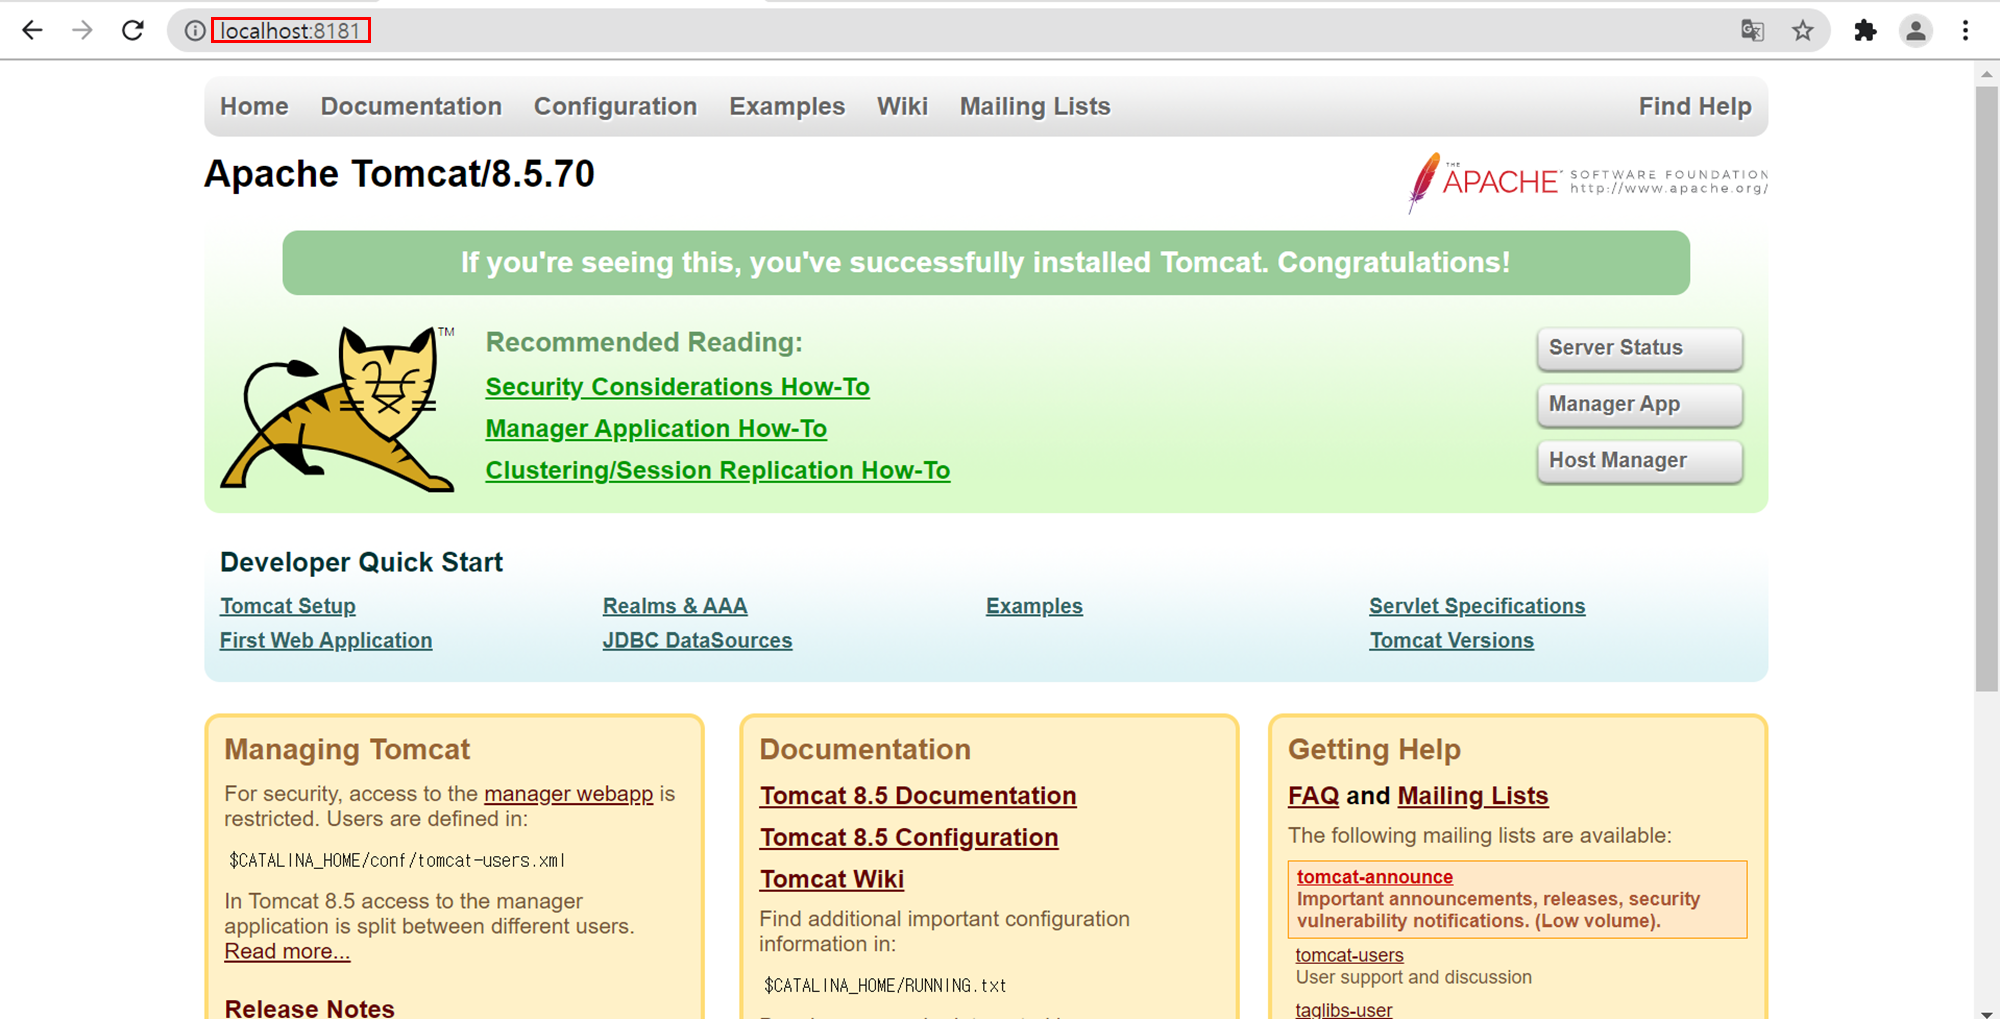 localhost:8181
Home Documentation Configuration Examples Wiki Mailing Lists Find Help
Apache Tomcat/8.5.70
THE APACHE SOFTWARE FOUNDATION
http://www.apache.org/
If you're seeing this, you've successfully installed Tomcat. Congratulations!
TM
Recommended Reading:
Security Considerations How-To
Manager Application How-To
Clustering/Session Replication How-To
Server Status
Manager App
Host Manager
Developer Quick Start
Tomcat Setup
First Web Application
Realms & AAA
JDBC DataSources
Examples
Servlet Specifications
Tomcat Versions
Managing Tomcat
For security, access to the manager webapp is
restricted. Users are defined in:
$CATALINA_HOME/conf/tomcat-users.xml
In Tomcat 8.5 access to the manager
application is split between different users.
Read more...
Release Notes
Documentation
Tomcat 8.5 Documentation
Tomcat 8.5 Configuration
Tomcat Wiki
Find additional important configuration
information in:
$CATALINA_HOME/RUNNING.txt
Getting Help
FAQ and Mailing Lists
The following mailing lists are available:
tomcat-announce
Important announcements, releases, security
vulnerability notifications. (Low volume).
tomcat-users
User support and discussion
taglibs-user